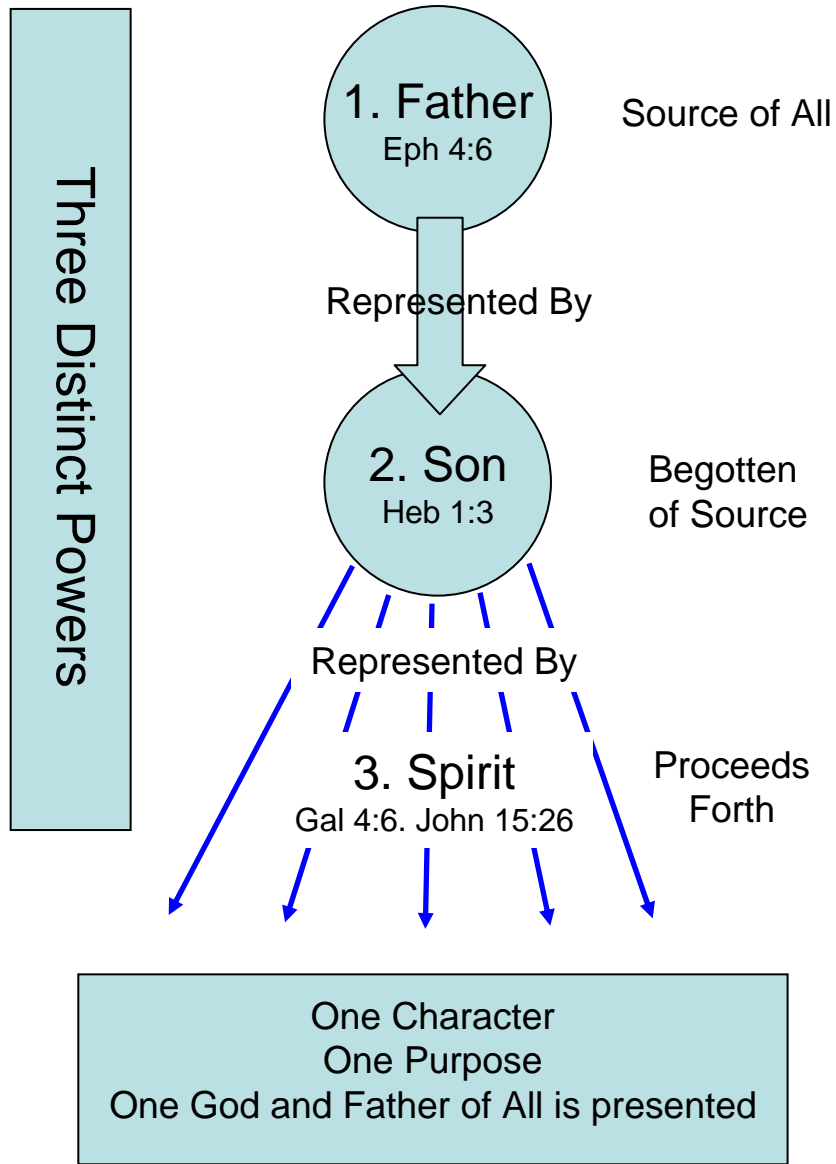 Three Distinct Powers
1. Father
Eph 4:6
Source of All
Represented By
2. Son
Heb 1:3
Begotten
of Source
Represented By
3. Spirit
Gal 4:6. John 15:26
Proceeds
Forth
One Character
One Purpose
One God and Father of All is presented